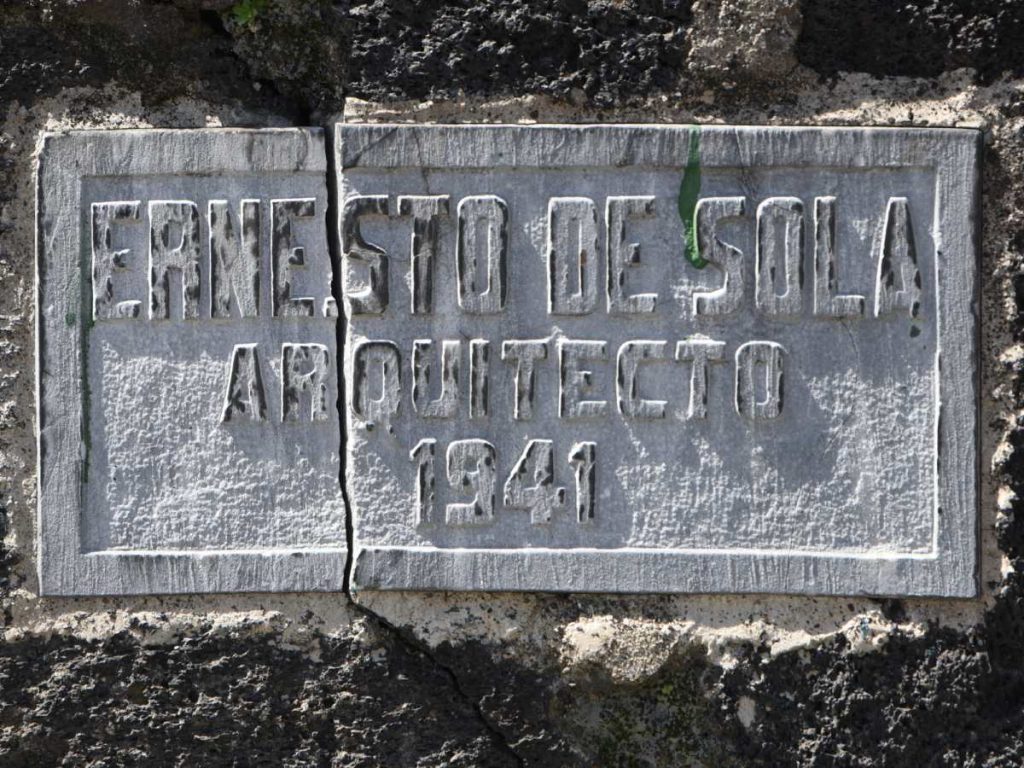 ERNESTO DE SOLA
ARQUITECTO
1941